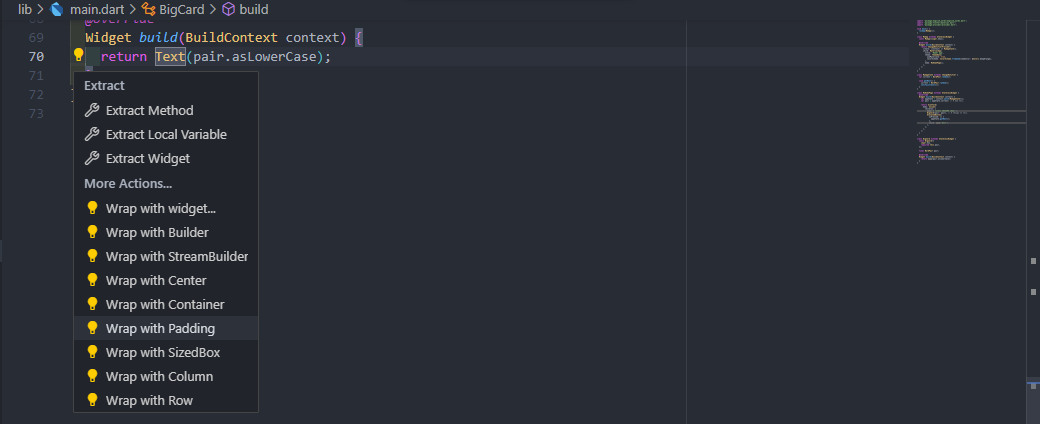 lib > main.dart > BigCard > build
@override
69 Widget build(BuildContext context) {
70 return Text(pair.asLowerCase);
71
72
73
Extract
Extract Method
Extract Local Variable
Extract Widget
More Actions...
Wrap with widget...
Wrap with Builder
Wrap with StreamBuilder
Wrap with Center
Wrap with Container
Wrap with Padding
Wrap with SizedBox
Wrap with Column
Wrap with Row